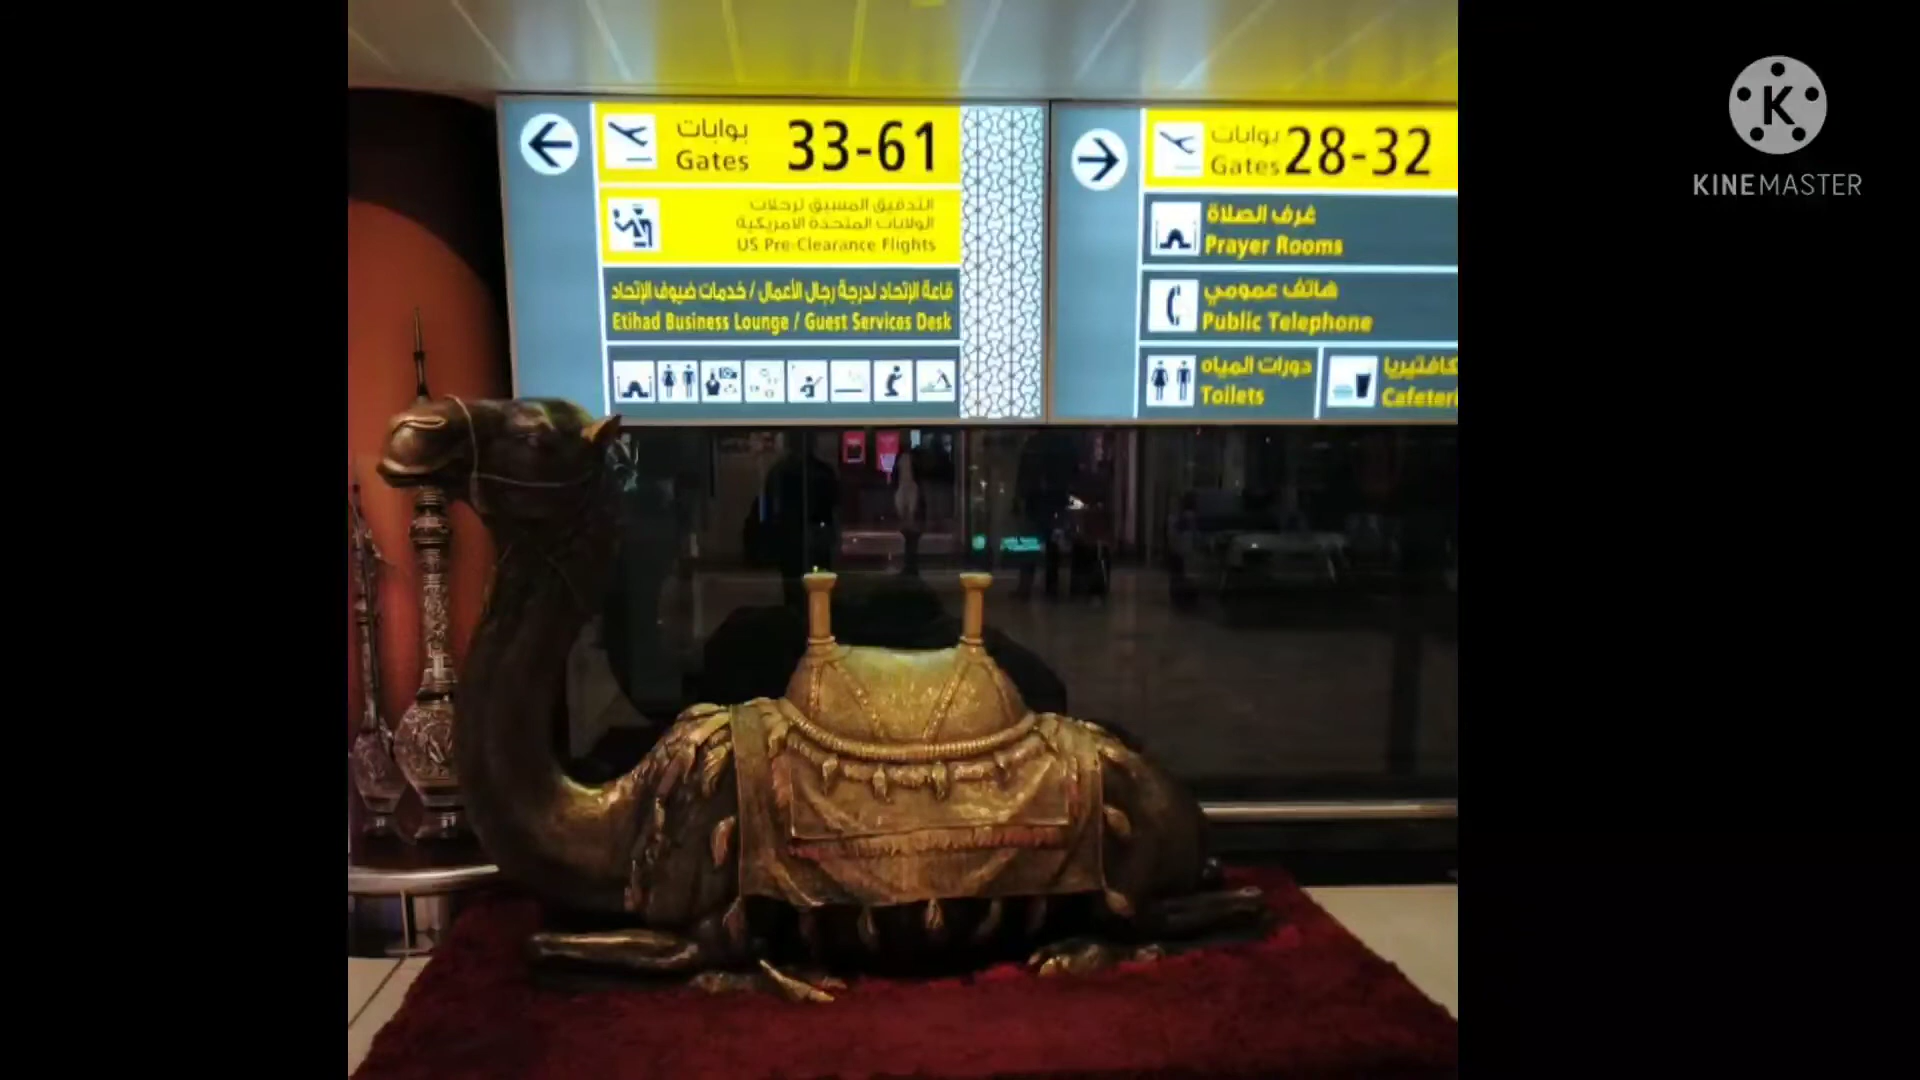 بوابات
Gates
33-61
التدقيق المسبق لرحلات
الولايات المتحدة الامريكية
US Pre-Clearance Flights
قاعة الإتحاد لدرجة رجال الأعمال / خدمات ضيوف الإتحاد
Etihad Business Lounge / Guest Services Desk
بوابات
Gates
28-32
غرف الصلاة
Prayer Rooms
هاتف عمومي
Public Telephone
دورات المياه
Toilets
كافتيريا
Cafeteri
K
KINEMASTER